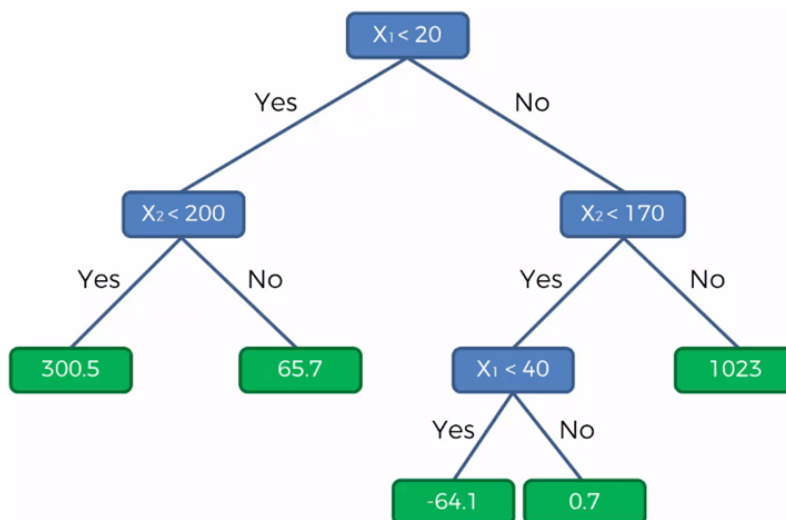 X₁ < 20
Yes
No
X₂ < 200
X₂ < 170
Yes
No
Yes
No
300.5
65.7
X₁ < 40
1023
Yes
No
-64.1
0.7